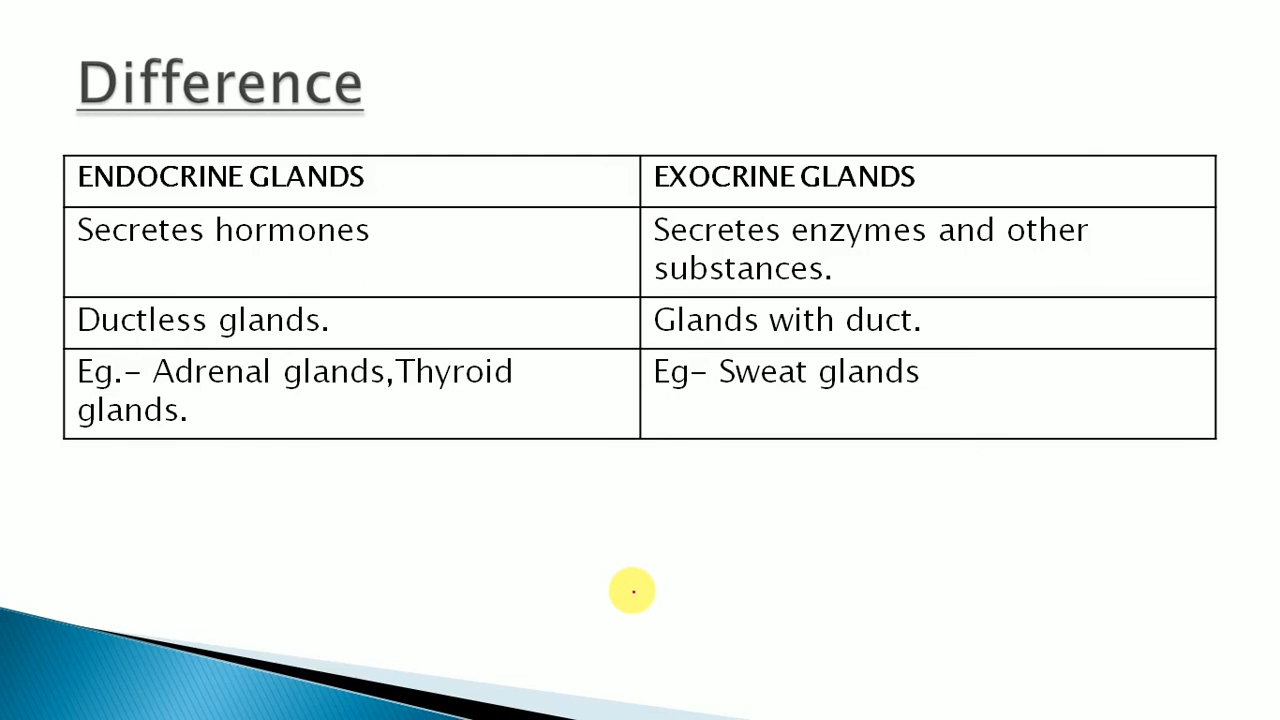 Difference
ENDOCRINE GLANDS
EXOCRINE GLANDS
Secretes hormones
Secretes enzymes and other
substances.
Ductless glands.
Glands with duct.
Eg.- Adrenal glands,Thyroid
glands.
Eg- Sweat glands